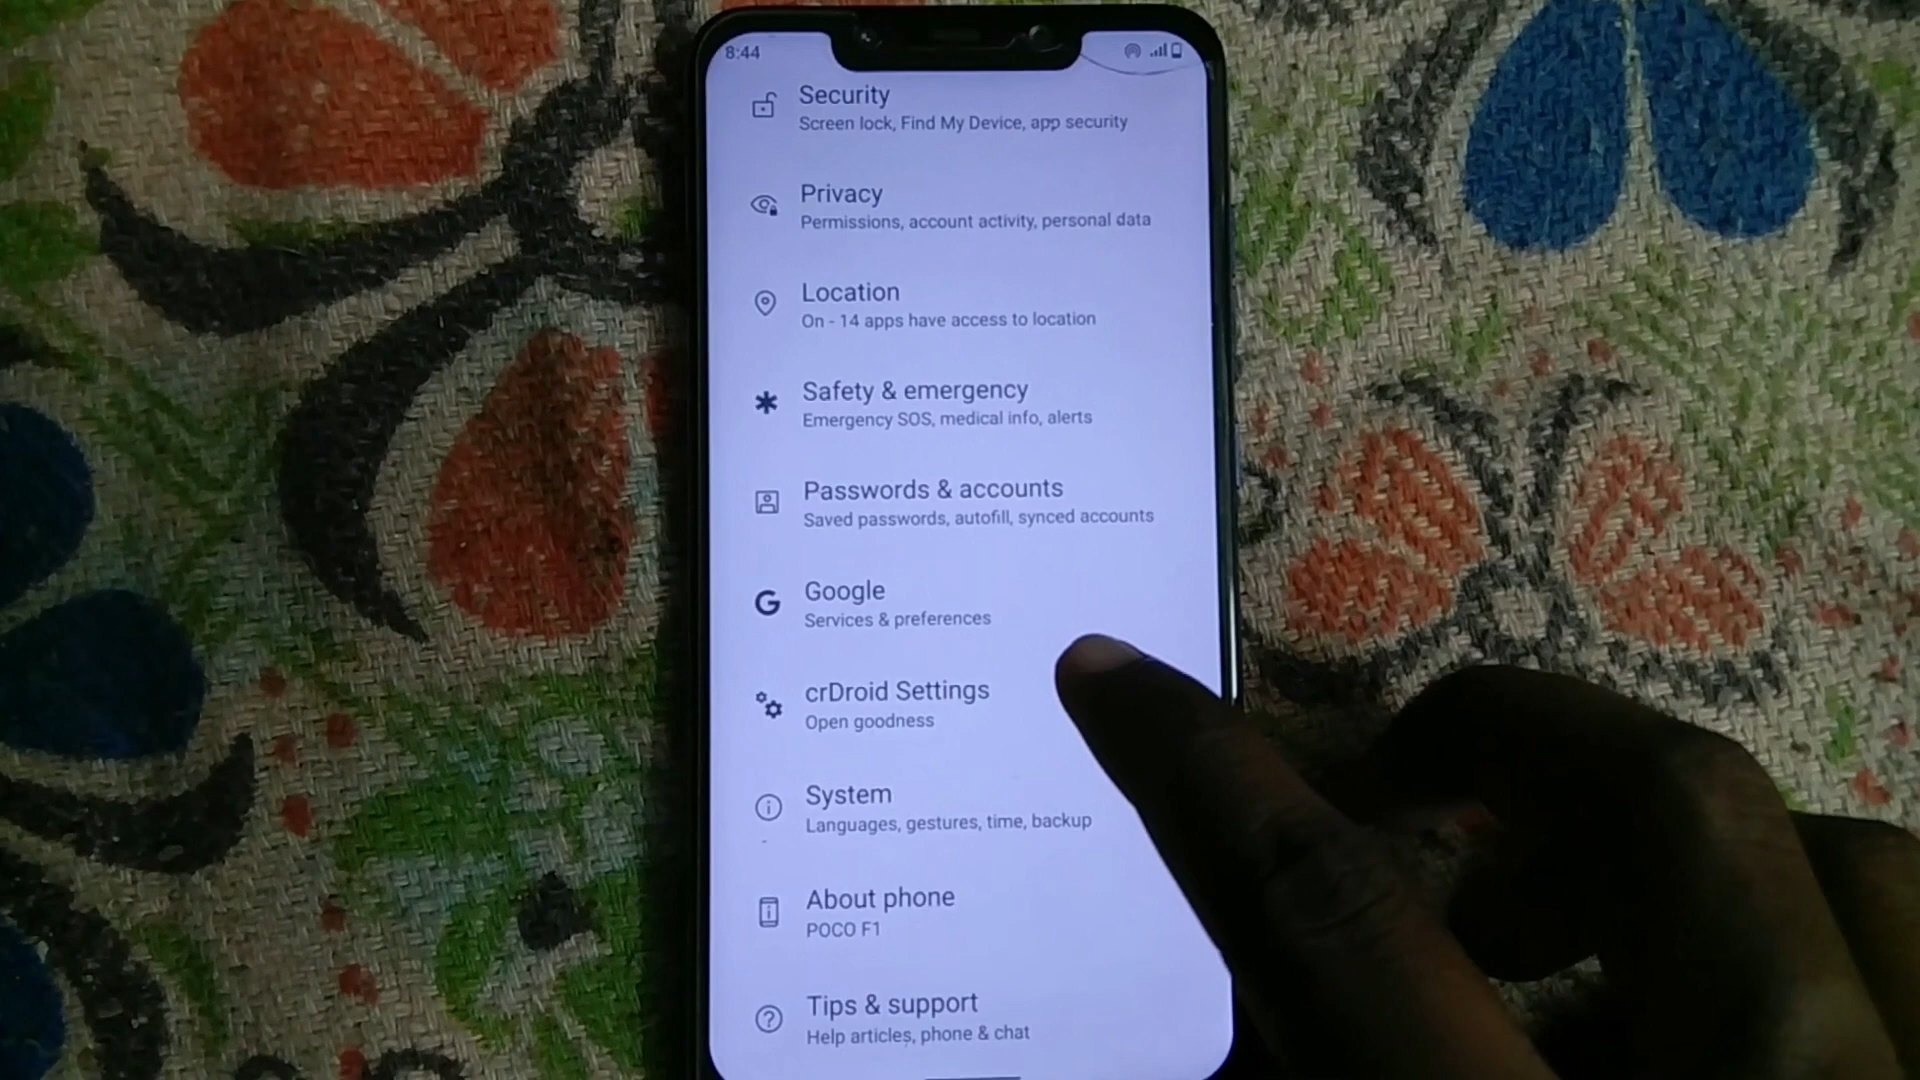 8:44
Security
Screen lock, Find My Device, app security
Privacy
Permissions, account activity, personal data
Location
On - 14 apps have access to location
Safety & emergency
Emergency SOS, medical info, alerts
Passwords & accounts
Saved passwords, autofill, synced accounts
Google
Services & preferences
crDroid Settings
Open goodness
System
Languages, gestures, time, backup
About phone
POCO F1
Tips & support
Help articles, phone & chat